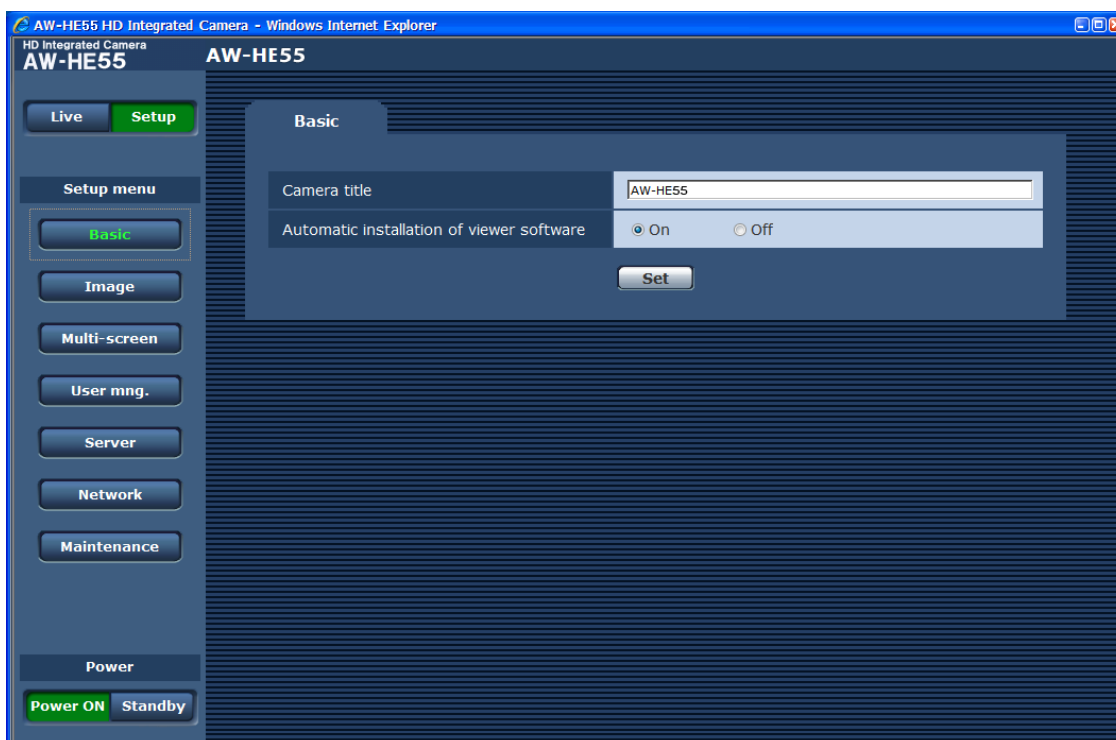 AW-HE55 HD Integrated Camera - Windows Internet Explorer
HD Integrated Camera
AW-HE55
AW-HE55
Live
Setup
Basic
Setup menu
Camera title
AW-HE55
Basic
Automatic installation of viewer software
On
Off
Set
Image
Multi-screen
User mng.
Server
Network
Maintenance
Power
Power ON
Standby